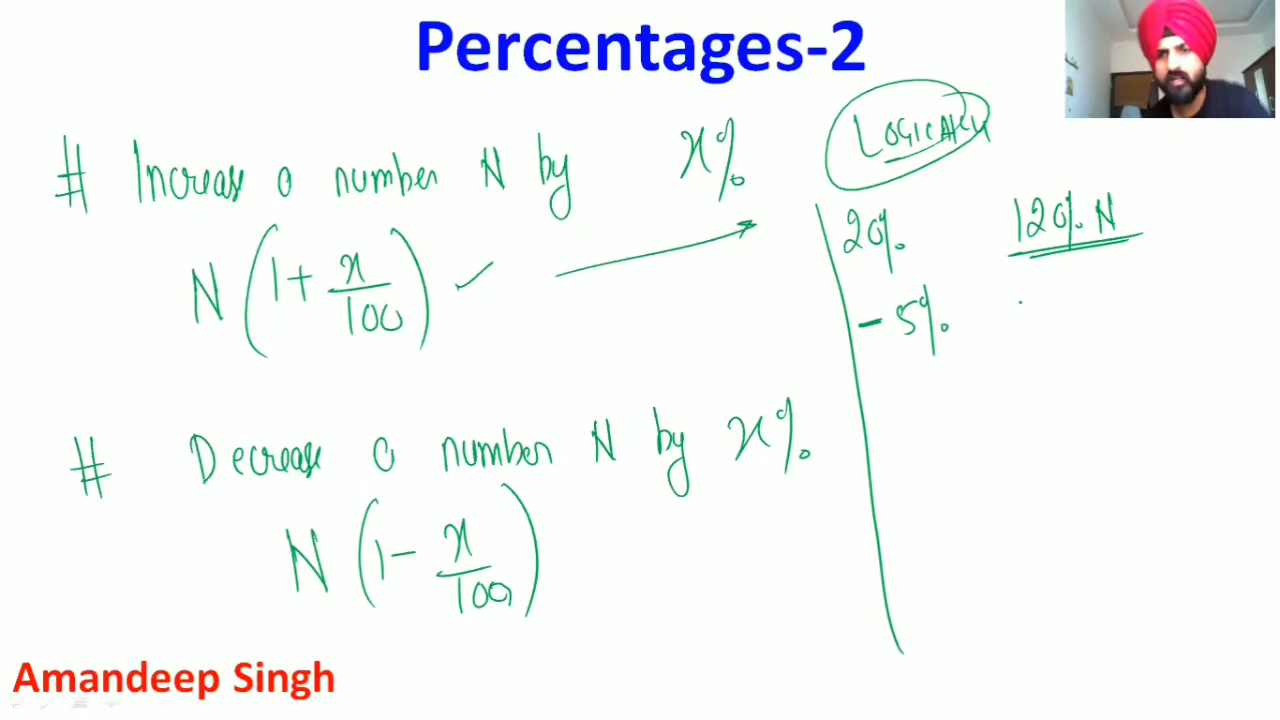 Percentages-2
# Increase a number N by x%
N(1+x/100) ✓ →
LOGICALLY
20% 120% N
- 5%
# Decrease a number N by x%
N(1-x/100)
Amandeep Singh